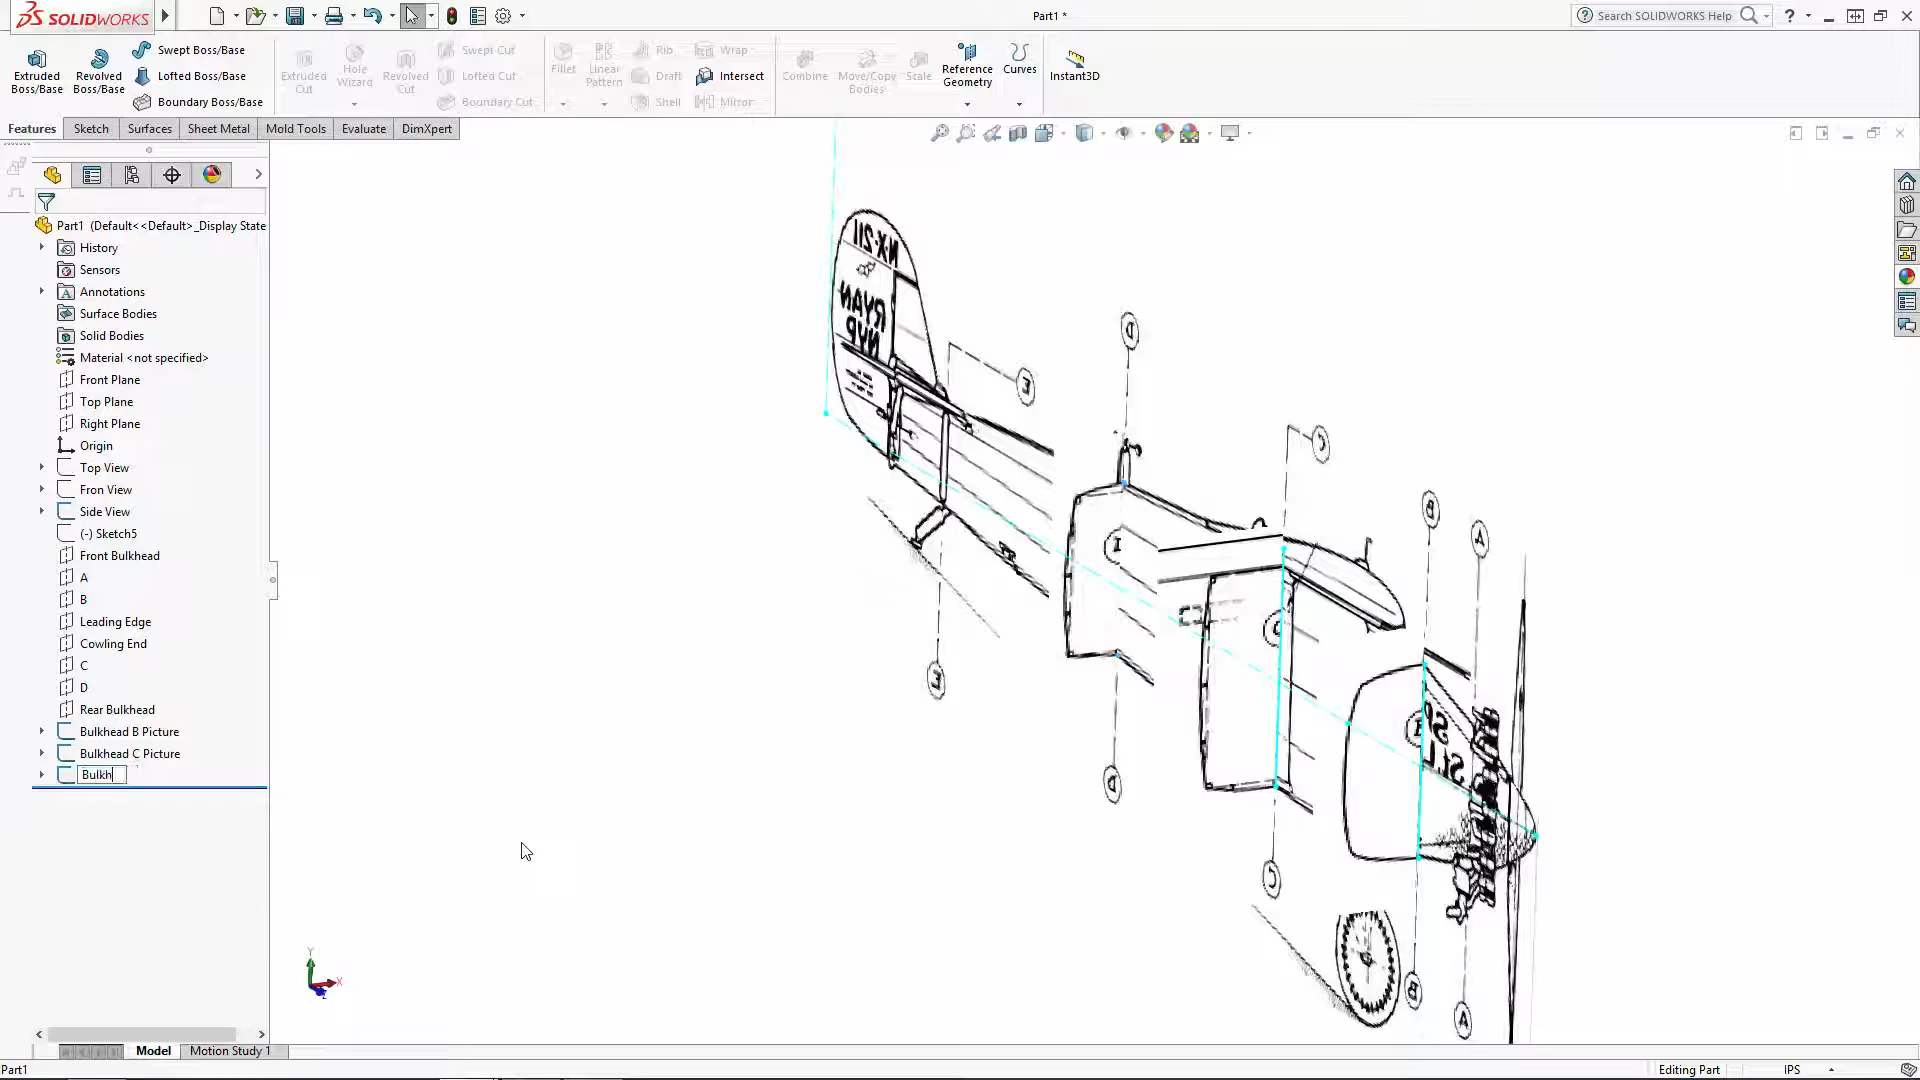 SOLIDWORKS
Part1 *
Search SOLIDWORKS Help
Extruded Boss/Base
Revolved Boss/Base
Swept Boss/Base
Lofted Boss/Base
Boundary Boss/Base
Extruded Cut
Hole Wizard
Revolved Cut
Swept Cut
Lofted Cut
Boundary Cut
Fillet
Linear Pattern
Rib
Draft
Shell
Wrap
Intersect
Mirror
Combine
Move/Copy Bodies
Scale
Reference Geometry
Curves
Instant3D
Features
Sketch
Surfaces
Sheet Metal
Mold Tools
Evaluate
DimXpert
Part1 (Default<<Default>_Display State
History
Sensors
Annotations
Surface Bodies
Solid Bodies
Material <not specified>
Front Plane
Top Plane
Right Plane
Origin
Top View
Fron View
Side View
(-) Sketch5
Front Bulkhead
A
B
Leading Edge
Cowling End
C
D
Rear Bulkhead
Bulkhead B Picture
Bulkhead C Picture
Bulkh
N-X-211
RYAN
NYP
E
D
C
B
A
I
E
D
C
B
A
Y
X
Z
Model
Motion Study 1
Part1
Editing Part
IPS